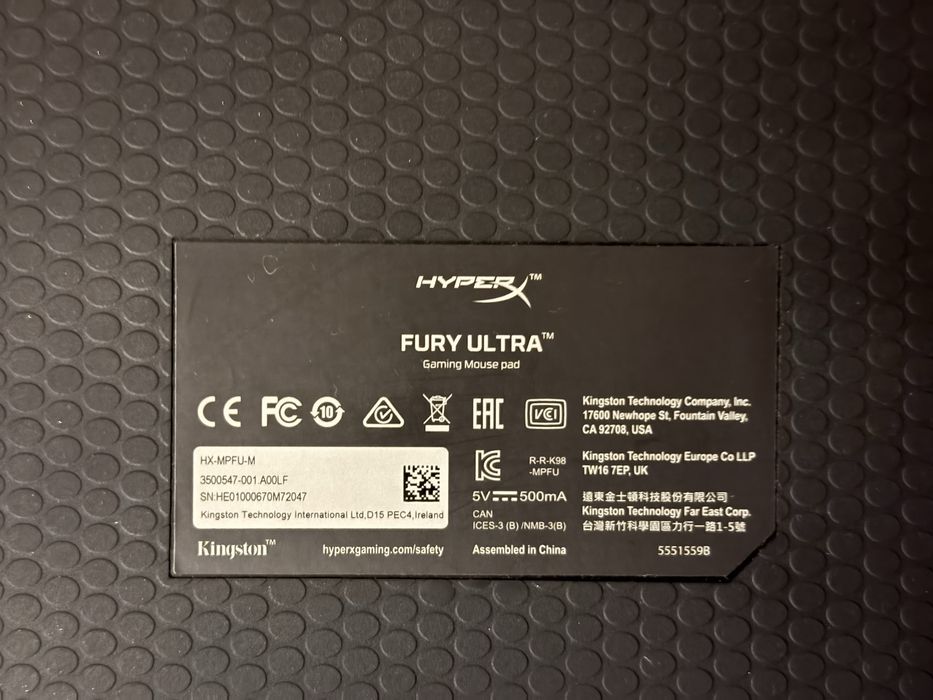 HYPERX™
FURY ULTRA™
Gaming Mouse pad
CE FC 10 EAC VCI
HX-MPFU-M
3500547-001.A00LF
SN:HE01000670M72047
Kingston Technology International Ltd,D15 PEC4,Ireland
Kingston™
hyperxgaming.com/safety
R-R-K98
-MPFU
5V⎓500mA
CAN
ICES-3 (B) /NMB-3(B)
Assembled in China
Kingston Technology Company, Inc.
17600 Newhope St, Fountain Valley,
CA 92708, USA
Kingston Technology Europe Co LLP
TW16 7EP, UK
遠東金士頓科技股份有限公司
Kingston Technology Far East Corp.
台灣新竹科學園區力行一路1-5號
5551559B